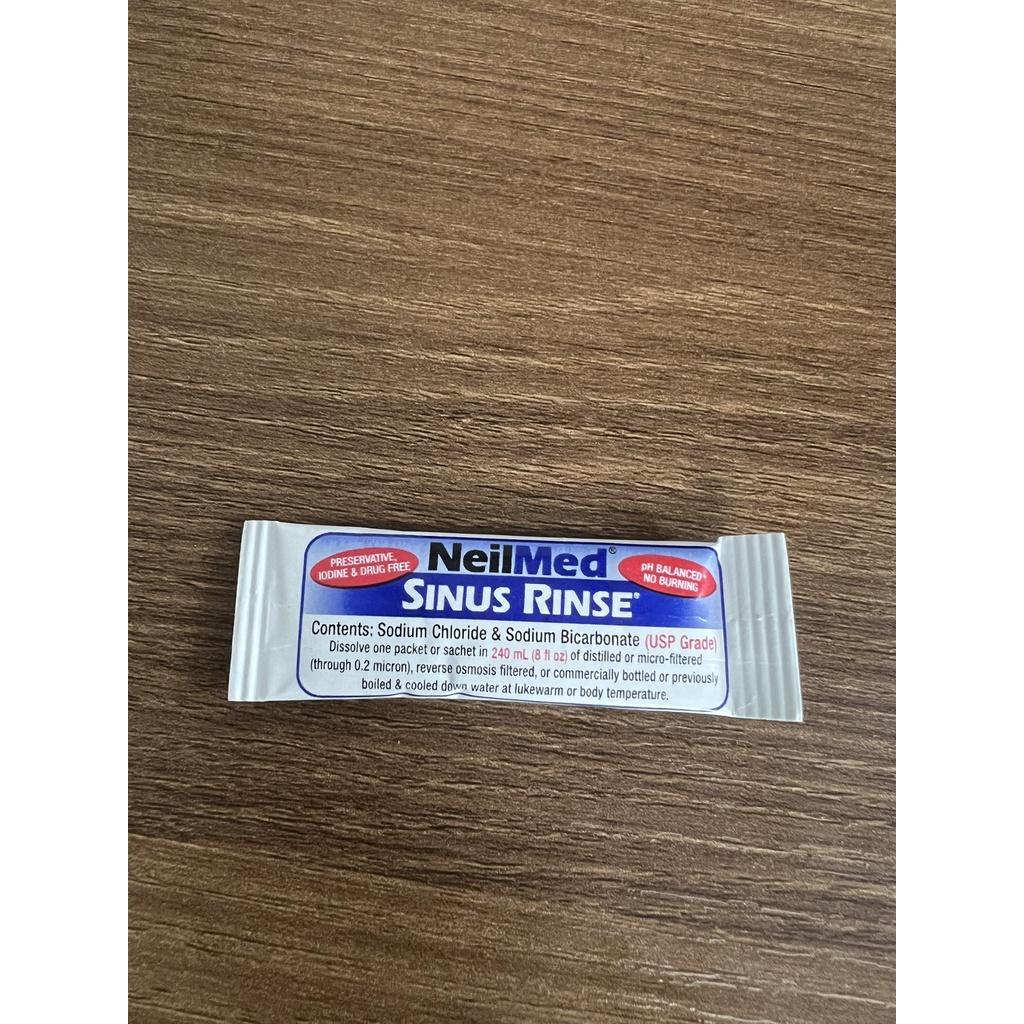 PRESERVATIVE,
IODINE & DRUG FREE
NeilMed®
SINUS RINSE®
pH BALANCED
NO BURNING
Contents: Sodium Chloride & Sodium Bicarbonate (USP Grade)
Dissolve one packet or sachet in 240 mL (8 fl oz) of distilled or micro-filtered
(through 0.2 micron), reverse osmosis filtered, or commercially bottled or previously
boiled & cooled down water at lukewarm or body temperature.